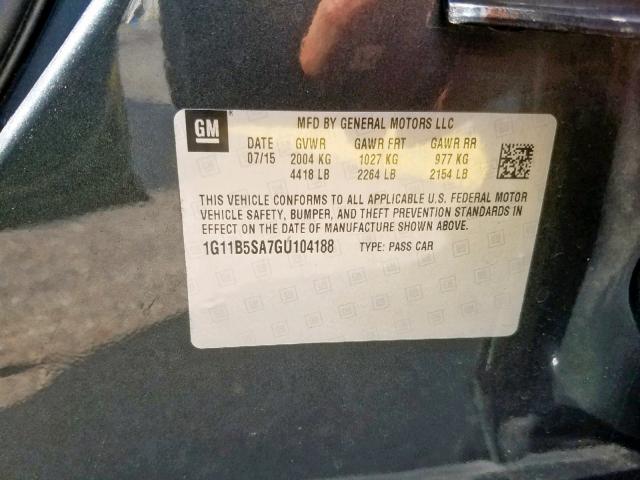 GM
MFD BY GENERAL MOTORS LLC
DATE GVWR GAWR FRT GAWR RR
07/15 2004 KG 1027 KG 977 KG
4418 LB 2264 LB 2154 LB
THIS VEHICLE CONFORMS TO ALL APPLICABLE U.S. FEDERAL MOTOR
VEHICLE SAFETY, BUMPER, AND THEFT PREVENTION STANDARDS IN
EFFECT ON THE DATE OF MANUFACTURE SHOWN ABOVE.
1G11B5SA7GU104188 TYPE: PASS CAR